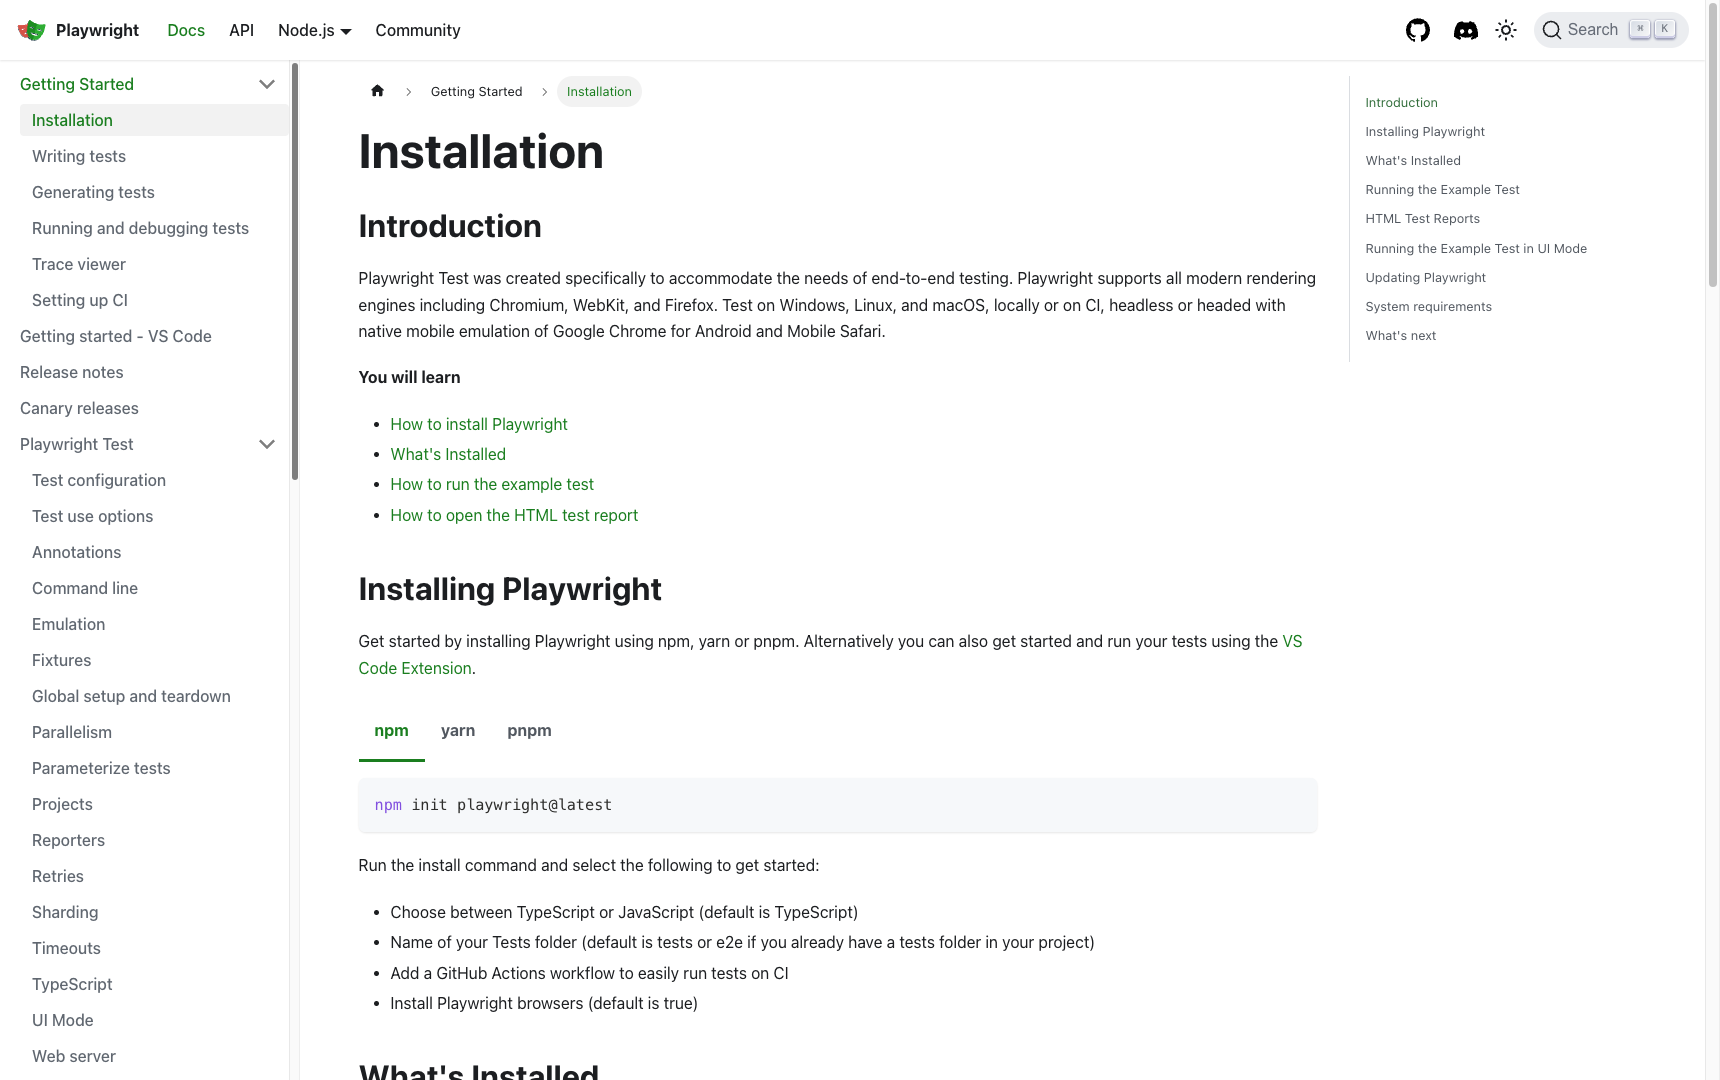 Playwright
Docs
API
Node.js
Community
Search
⌘ K
Getting Started
Installation
Writing tests
Generating tests
Running and debugging tests
Trace viewer
Setting up CI
Getting started - VS Code
Release notes
Canary releases
Playwright Test
Test configuration
Test use options
Annotations
Command line
Emulation
Fixtures
Global setup and teardown
Parallelism
Parameterize tests
Projects
Reporters
Retries
Sharding
Timeouts
TypeScript
UI Mode
Web server
Getting Started
Installation
Installation
Introduction
Playwright Test was created specifically to accommodate the needs of end-to-end testing. Playwright supports all modern rendering
engines including Chromium, WebKit, and Firefox. Test on Windows, Linux, and macOS, locally or on CI, headless or headed with
native mobile emulation of Google Chrome for Android and Mobile Safari.
You will learn
How to install Playwright
What's Installed
How to run the example test
How to open the HTML test report
Installing Playwright
Get started by installing Playwright using npm, yarn or pnpm. Alternatively you can also get started and run your tests using the VS
Code Extension.
npm
yarn
pnpm
npm init playwright@latest
Run the install command and select the following to get started:
Choose between TypeScript or JavaScript (default is TypeScript)
Name of your Tests folder (default is tests or e2e if you already have a tests folder in your project)
Add a GitHub Actions workflow to easily run tests on CI
Install Playwright browsers (default is true)
What's Installed
Introduction
Installing Playwright
What's Installed
Running the Example Test
HTML Test Reports
Running the Example Test in UI Mode
Updating Playwright
System requirements
What's next